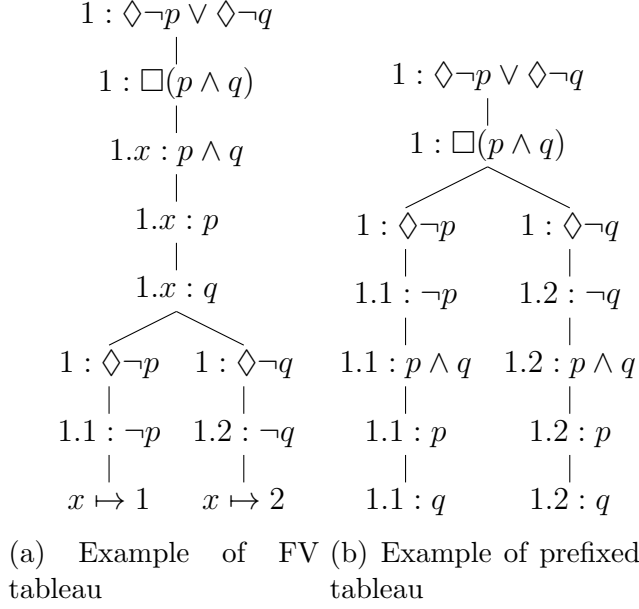 1 : ◊¬p ∨ ◊¬q
1 : □(p ∧ q)
1.x : p ∧ q
1.x : p
1.x : q
1 : ◊¬p 1 : ◊¬q
1.1 : ¬p 1.2 : ¬q
x ↦ 1 x ↦ 2
(a) Example of FV
tableau
1 : ◊¬p ∨ ◊¬q
1 : □(p ∧ q)
1 : ◊¬p 1 : ◊¬q
1.1 : ¬p 1.2 : ¬q
1.1 : p ∧ q 1.2 : p ∧ q
1.1 : p 1.2 : p
1.1 : q 1.2 : q
(b) Example of prefixed
tableau